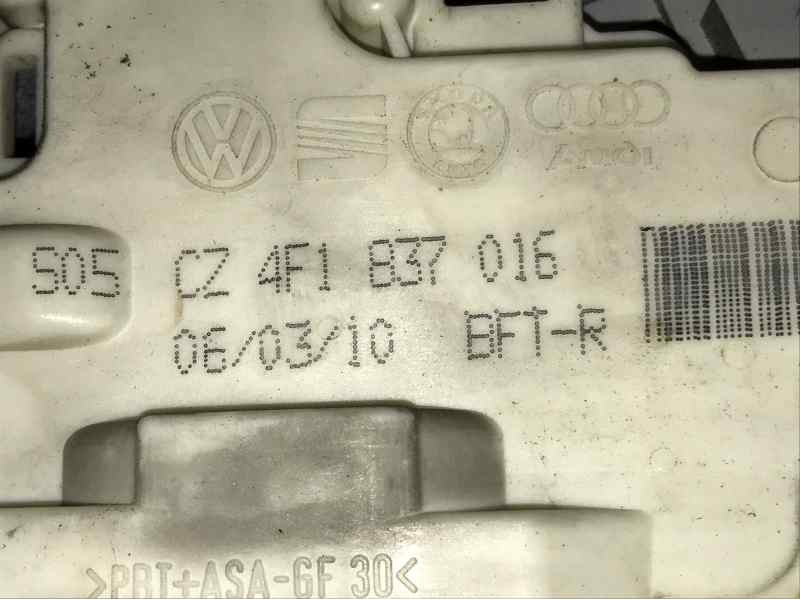 Audi
505 CZ 4F1 837 016
06/03/10 BFT-R
>PBT+ASA-GF 30<